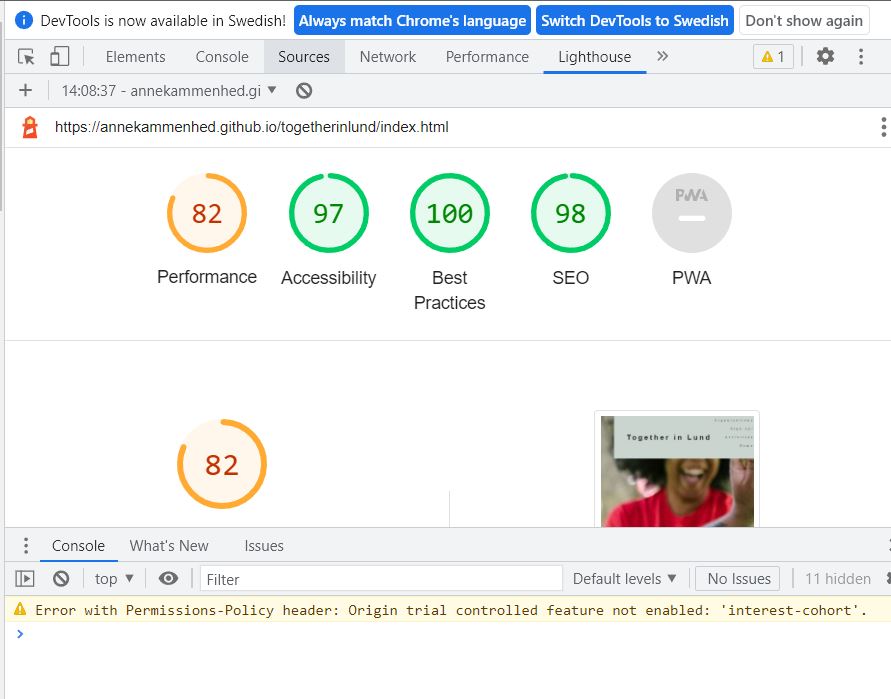 DevTools is now available in Swedish! Always match Chrome's language Switch DevTools to Swedish Don't show again
Elements Console Sources Network Performance Lighthouse 1
14:08:37 - annekammenhed.gi
https://annekammenhed.github.io/togetherinlund/index.html
82 97 100 98 PWA
Performance Accessibility Best Practices SEO PWA
82
Together in Lund
Console What's New Issues
top Filter Default levels No Issues 11 hidden
Error with Permissions-Policy header: Origin trial controlled feature not enabled: 'interest-cohort'.